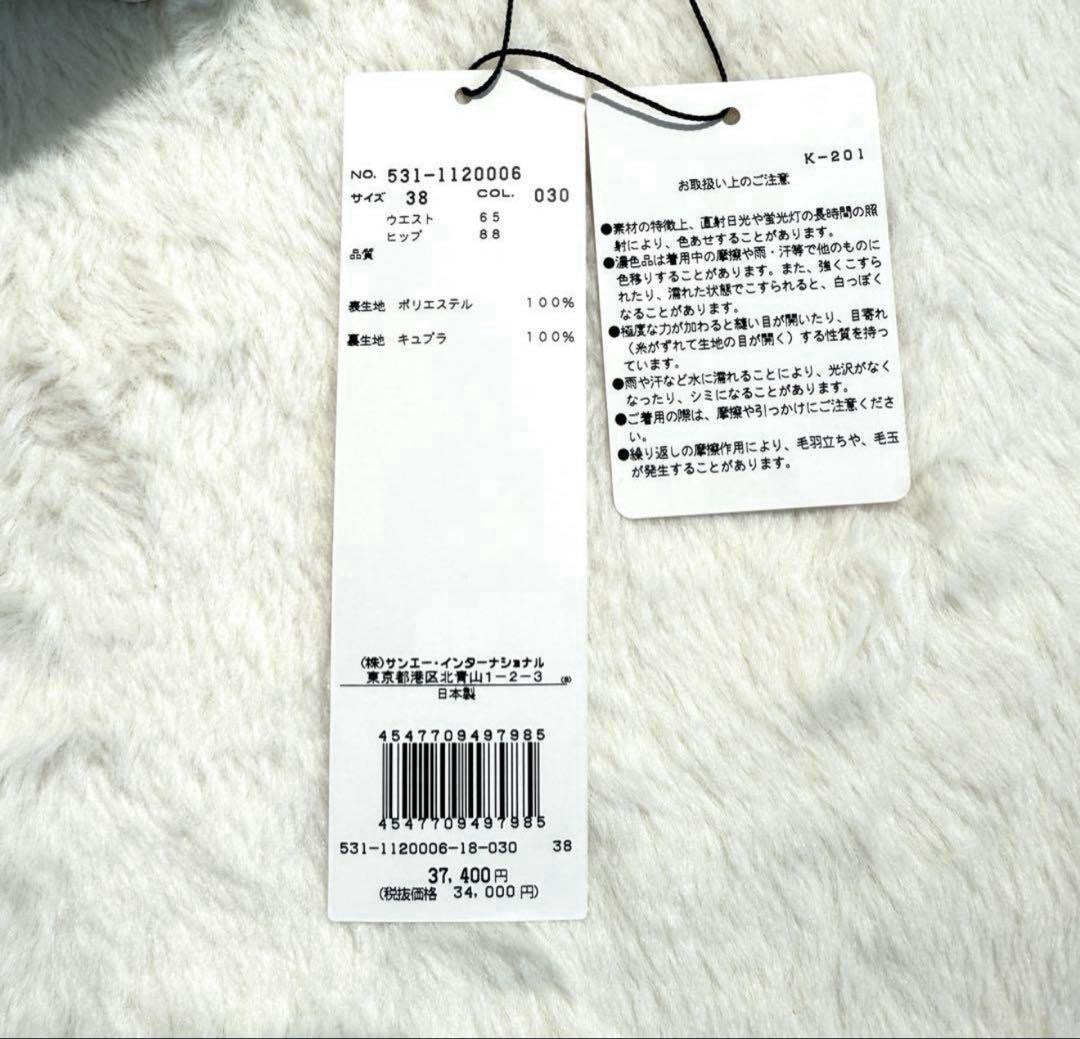 NO. 531-1120006
サイズ 38 COL. 030
ウエスト 65
ヒップ 88
品質
表生地 ポリエステル 100%
裏生地 キュプラ 100%
(株)サンエー・インターナショナル
東京都港区北青山1-2-3
日本製
4547709497985
4547709497985
531-1120006-18-030 38
37,400円
(税抜価格 34,000円)
K-201
お取扱い上のご注意
●素材の特徴上、直射日光や蛍光灯の長時間の照
射により、色あせすることがあります。
●濃色品は着用中の摩擦や雨・汗等で他のものに
色移りすることがあります。また、強くこすら
れたり、濡れた状態でこすられると、白っぽく
なることがあります。
●極度な力が加わると縫い目が開いたり、目寄れ
(糸がずれて生地の目が開く)する性質を持っ
ています。
●雨や汗など水に濡れることにより、光沢がなく
なったり、シミになることがあります。
●ご着用の際は、摩擦や引っかけにご注意くださ
い。
●繰り返しの摩擦作用により、毛羽立ちや、毛玉
が発生することがあります。